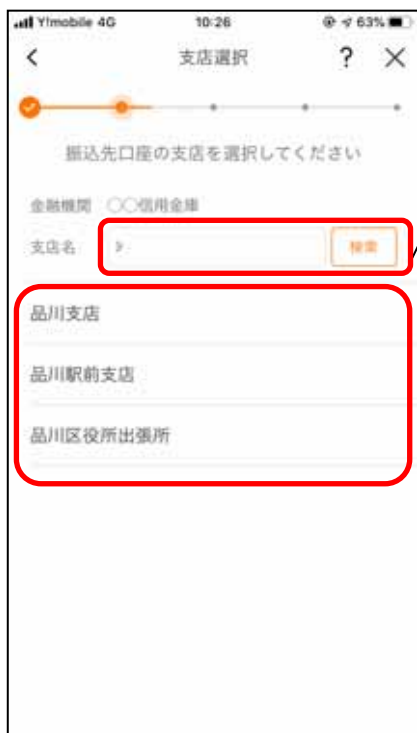 Y!mobile 4G 10:26 63%
支店選択 ?
振込先口座の支店を選択してください
金融機関 〇〇信用金庫
支店名 検索
品川支店
品川駅前支店
品川区役所出張所